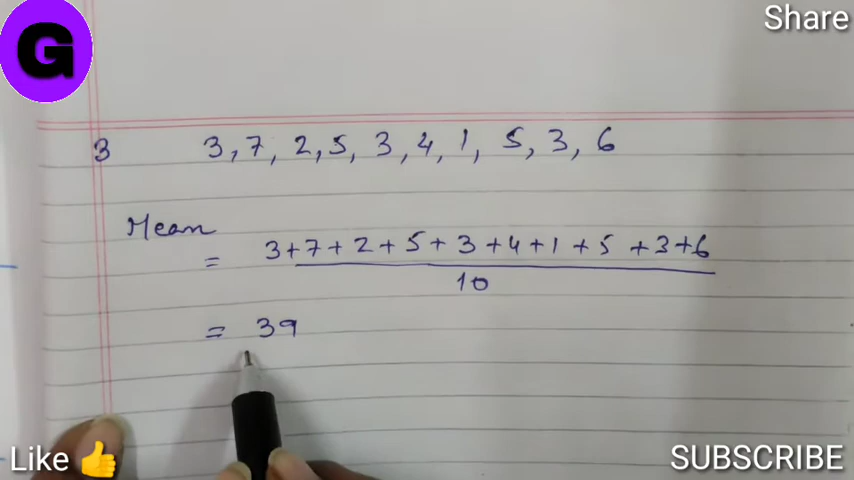 G
Share
3 3, 7, 2, 5, 3, 4, 1, 5, 3, 6
Mean
= 3+7+2+5+3+4+1+5+3+6
10
= 39
Like 👍
SUBSCRIBE